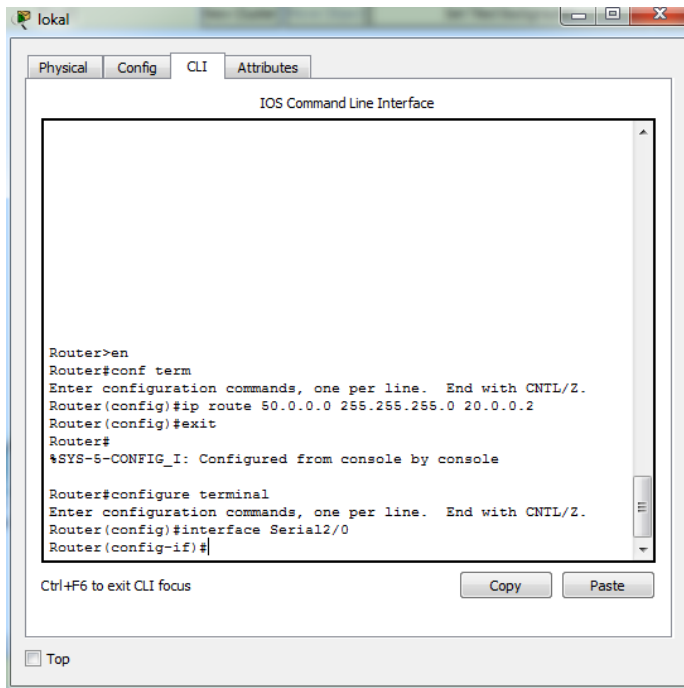 lokal
Physical Config CLI Attributes
IOS Command Line Interface
Router>en
Router#conf term
Enter configuration commands, one per line.  End with CNTL/Z.
Router(config)#ip route 50.0.0.0 255.255.255.0 20.0.0.2
Router(config)#exit
Router#
%SYS-5-CONFIG_I: Configured from console by console
Router#configure terminal
Enter configuration commands, one per line.  End with CNTL/Z.
Router(config)#interface Serial2/0
Router(config-if)#
Ctrl+F6 to exit CLI focus Copy Paste
Top